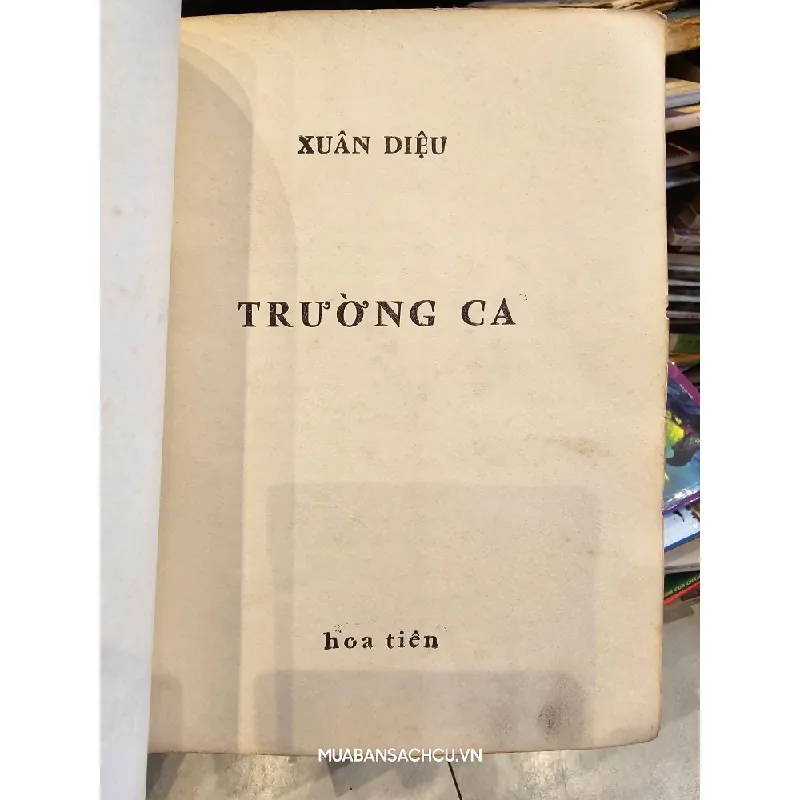 XUÂN DIỆU
TRƯỜNG CA
hoa tiên
MUABANSACHCU.VN